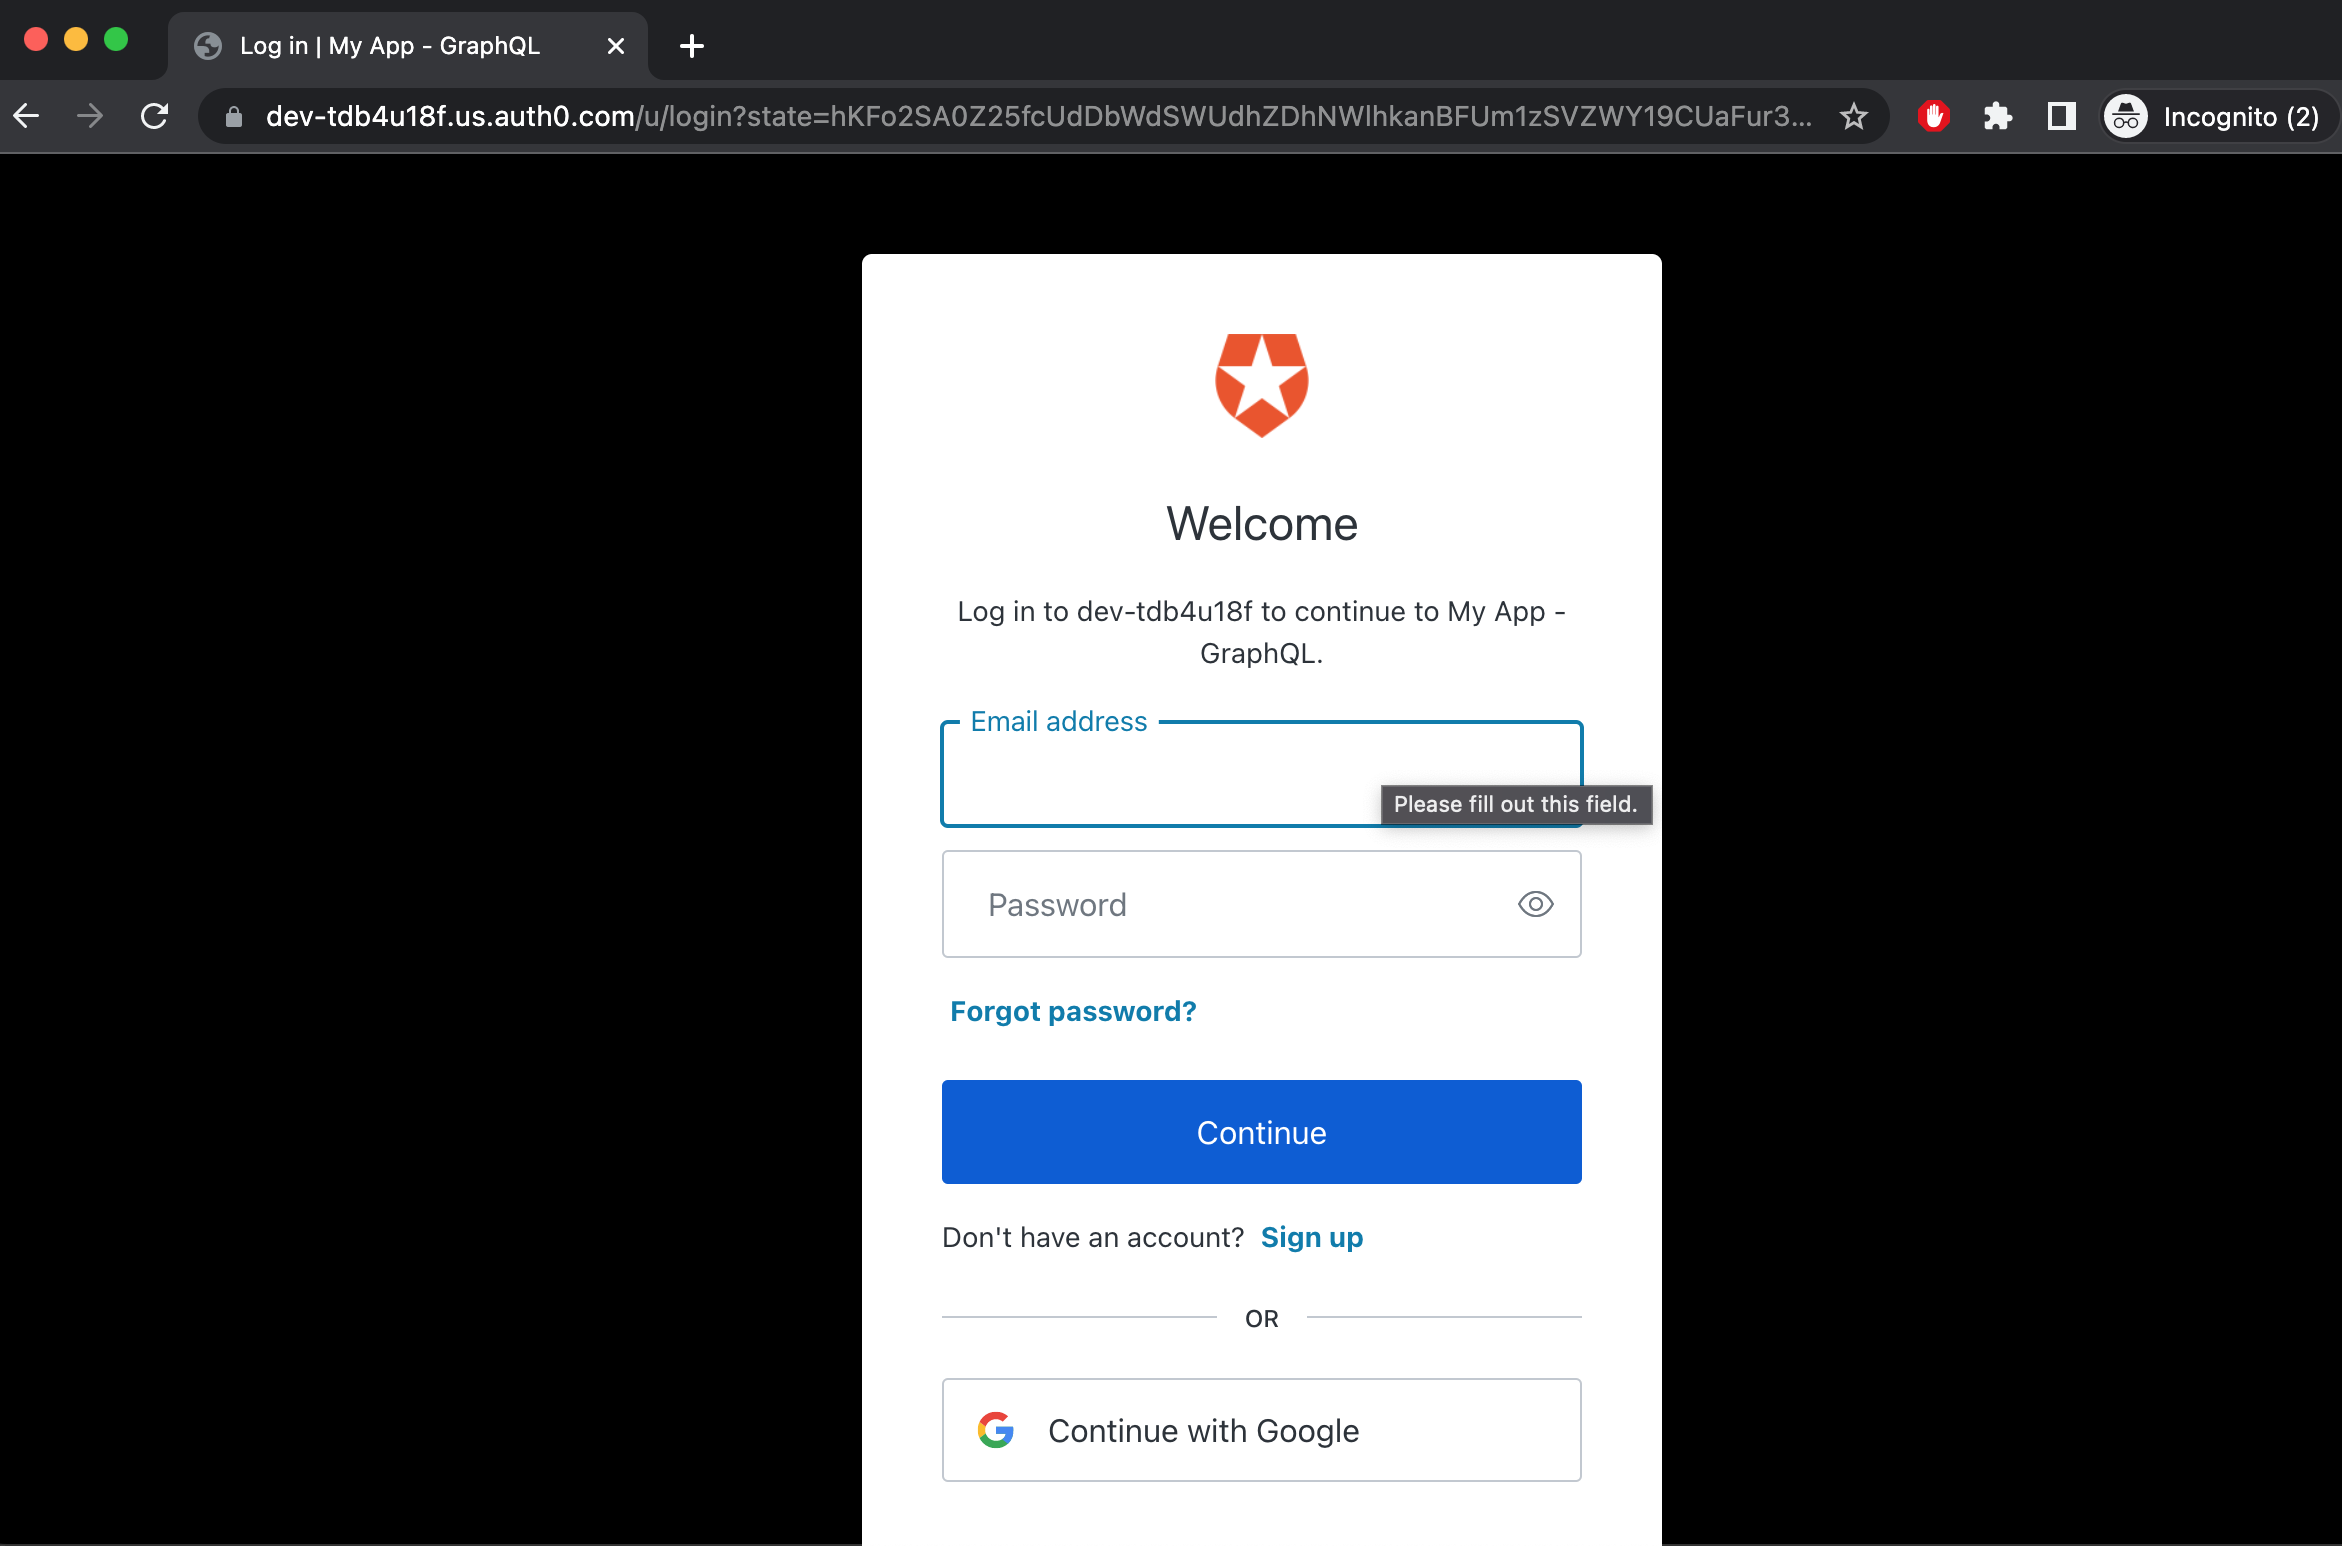 Log in | My App - GraphQL
dev-tdb4u18f.us.auth0.com/u/login?state=hKFo2SA0Z25fcUdDbWdSWUdhZDhNWlhkanBFUm1zSVZWY19CUaFur3...
Incognito (2)
Welcome
Log in to dev-tdb4u18f to continue to My App -
GraphQL.
Email address
Please fill out this field.
Password
Forgot password?
Continue
Don't have an account? Sign up
OR
Continue with Google